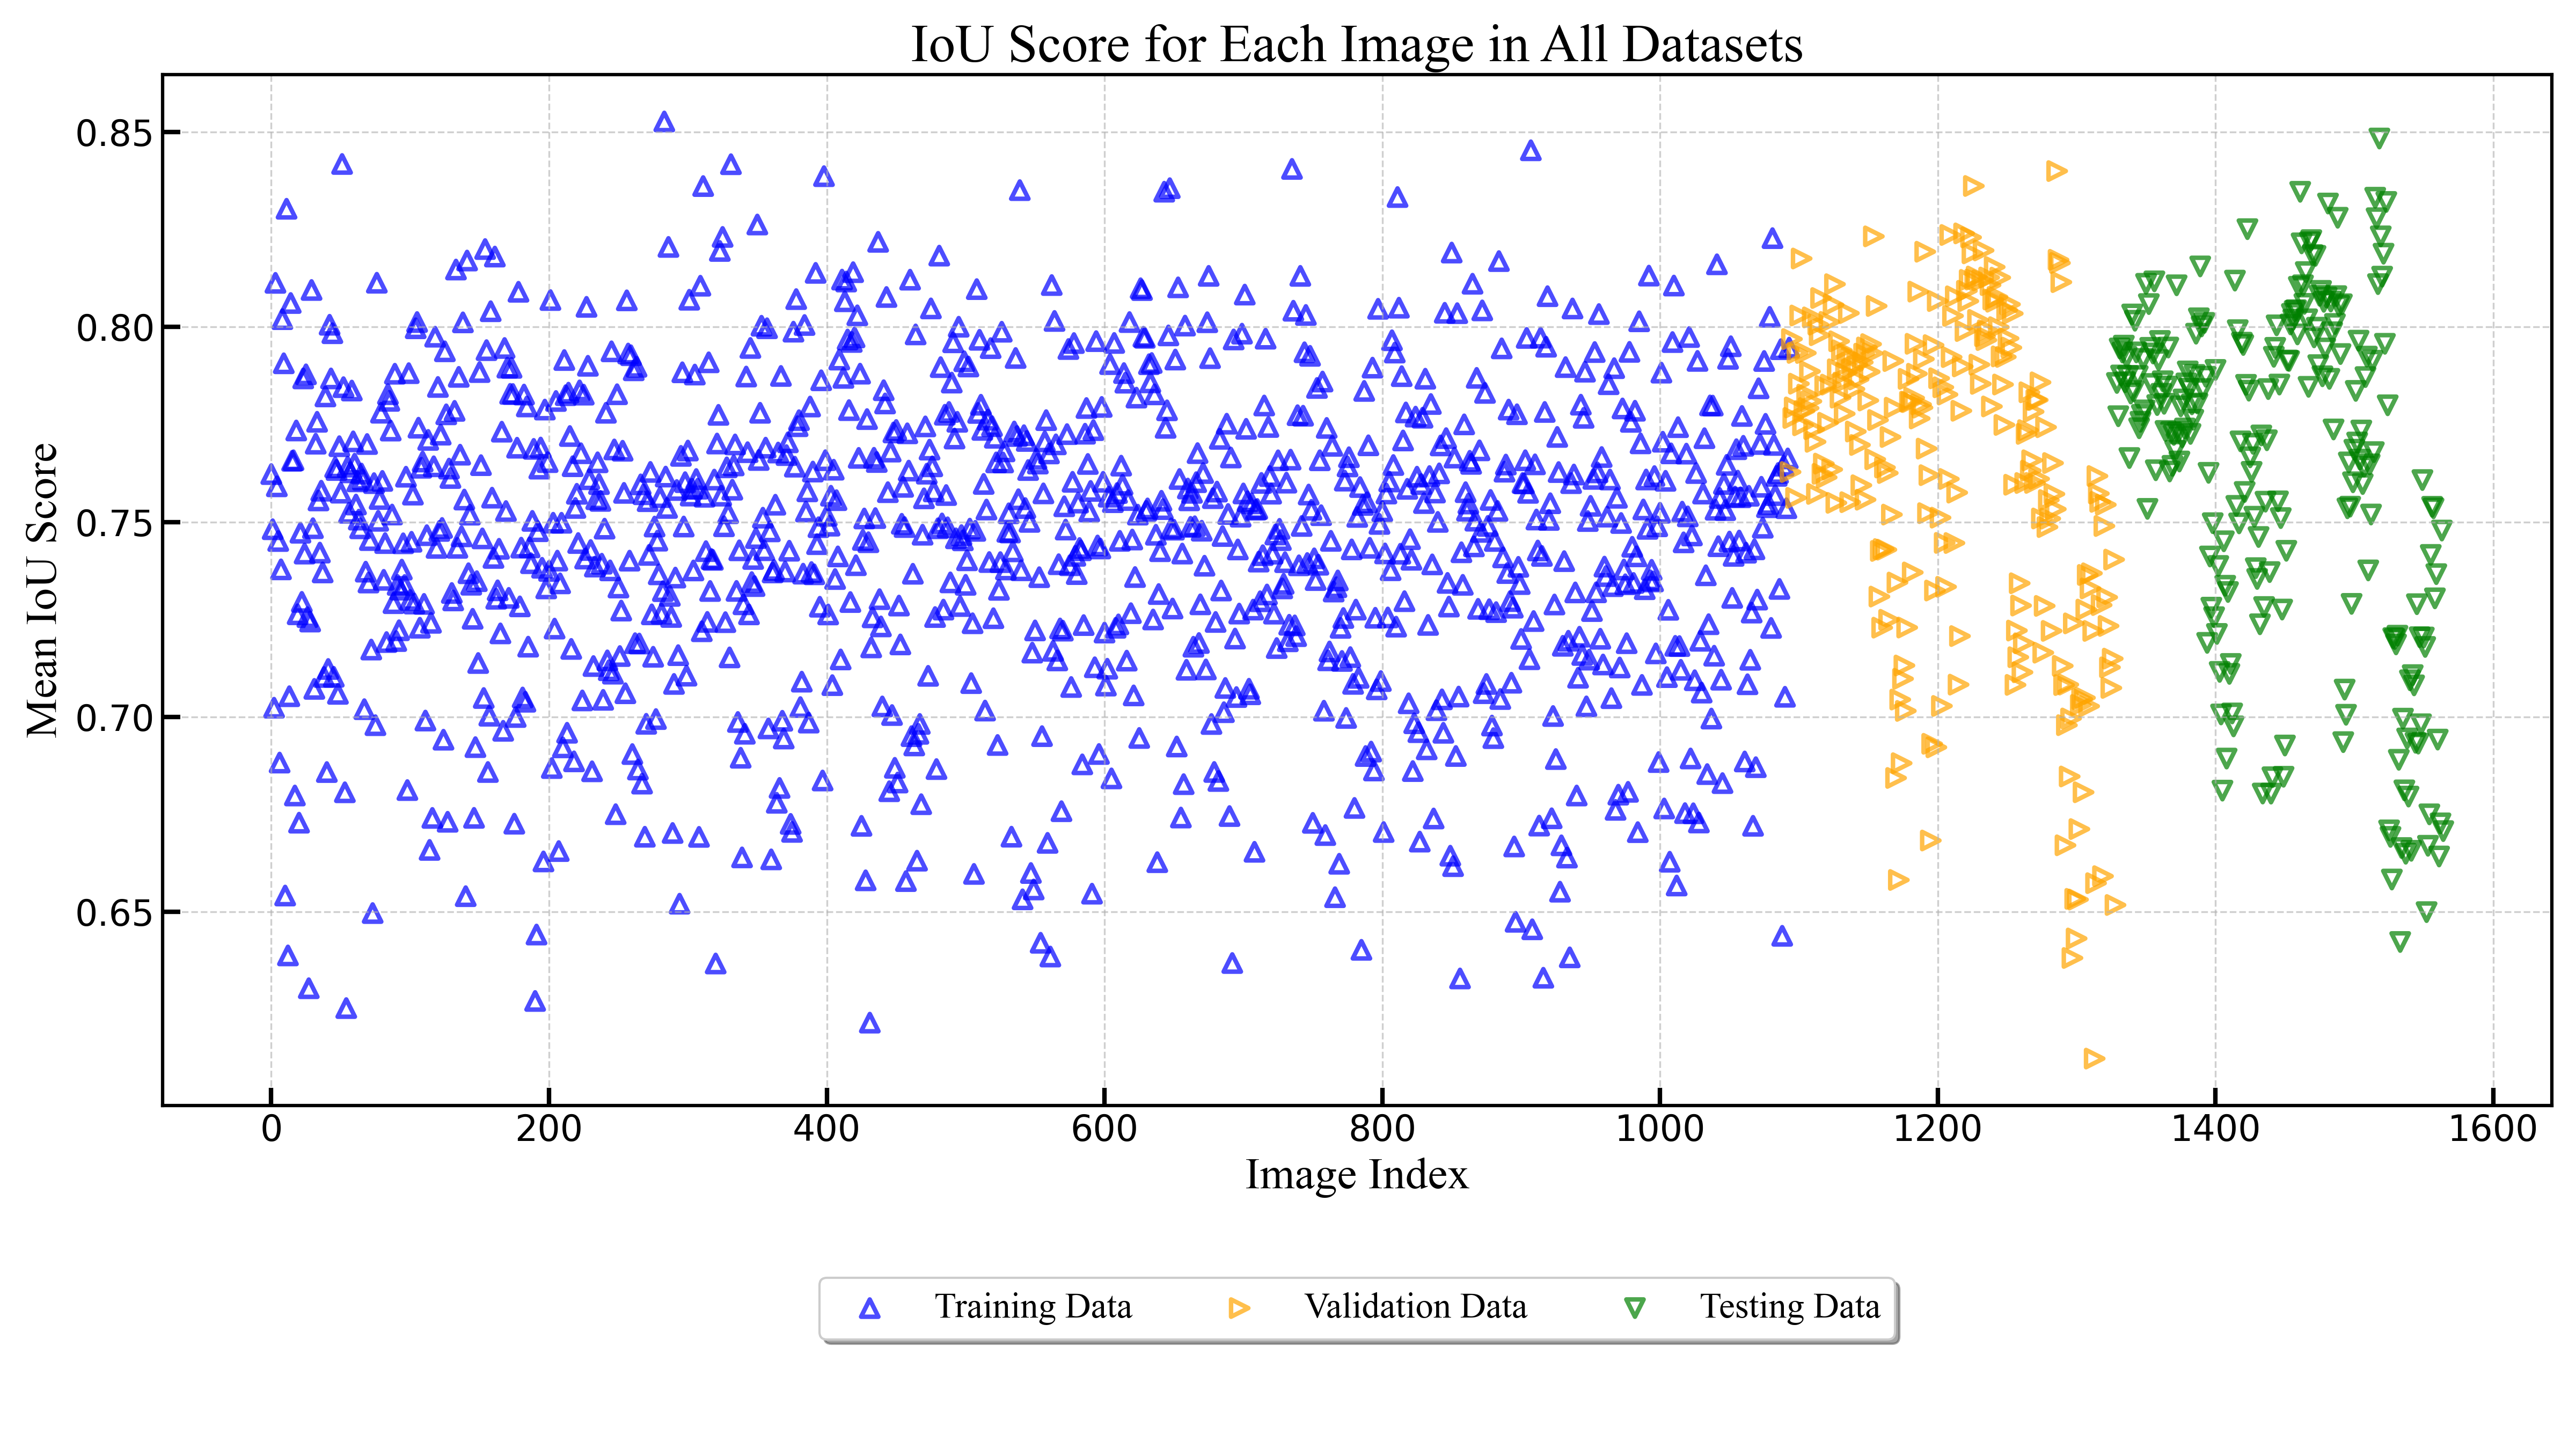 IoU Score for Each Image in All Datasets
Mean IoU Score
0.85
0.80
0.75
0.70
0.65
0 200 400 600 800 1000 1200 1400 1600
Image Index
Training Data Validation Data Testing Data